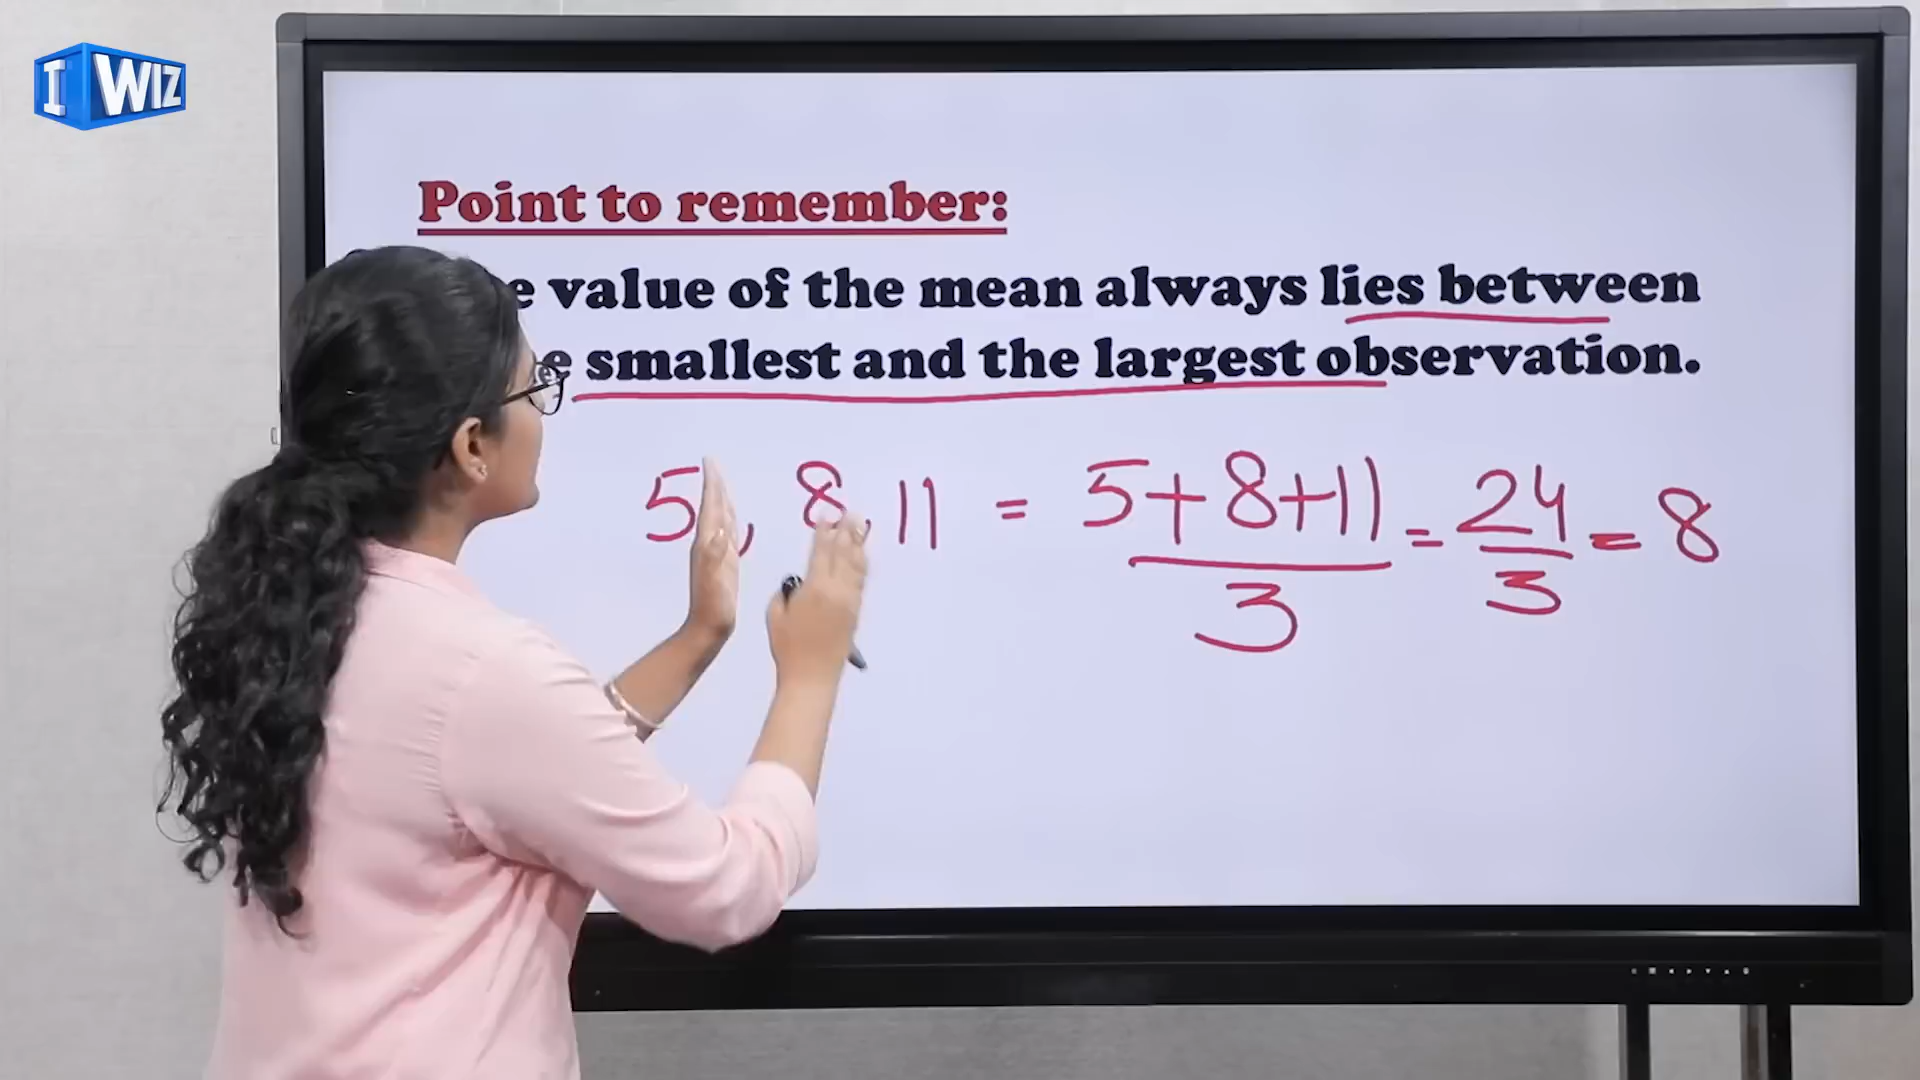 I WIZ
Point to remember:
value of the mean always lies between
smallest and the largest observation.
5, 8, 11 = 5+8+11/3 = 24/3 = 8